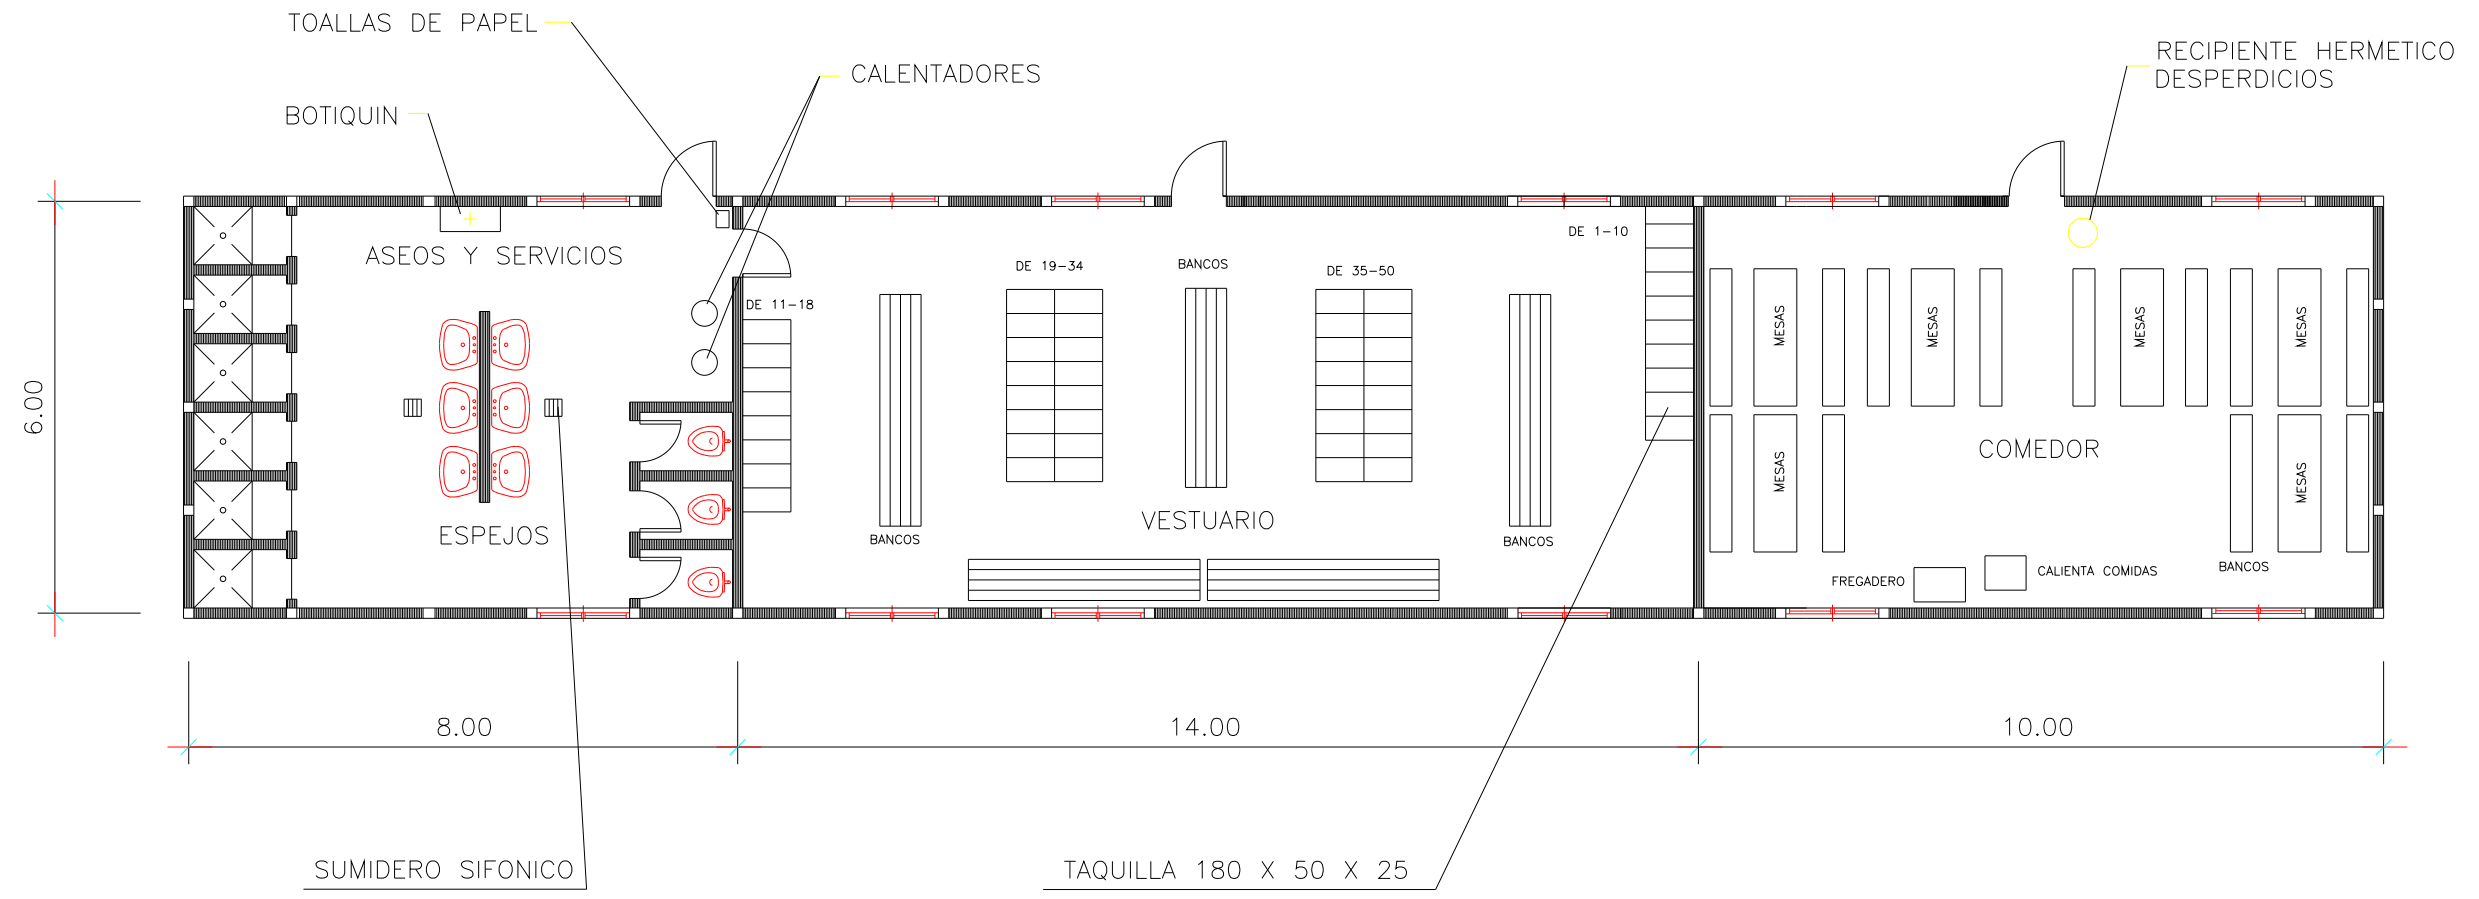 TOALLAS DE PAPEL
CALENTADORES
RECIPIENTE HERMETICO
DESPERDICIOS
BOTIQUIN
ASEOS Y SERVICIOS
DE 1-10
DE 19-34
BANCOS
DE 35-50
DE 11-18
MESAS
MESAS
MESAS
MESAS
6.00
COMEDOR
MESAS
MESAS
VESTUARIO
ESPEJOS
BANCOS
BANCOS
FREGADERO
CALIENTA COMIDAS
BANCOS
8.00
14.00
10.00
SUMIDERO SIFONICO
TAQUILLA 180 X 50 X 25